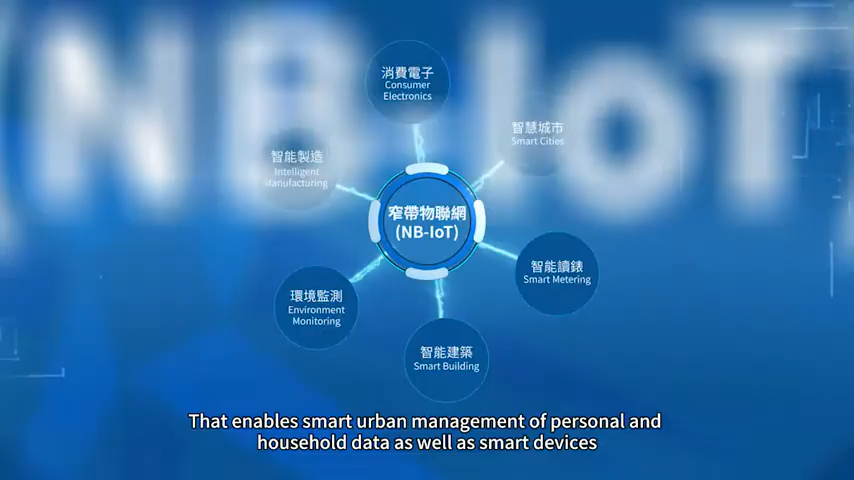 NB-IoT
消費電子
Consumer
Electronics
智慧城市
Smart Cities
智能製造
Intelligent
Manufacturing
窄帶物聯網
(NB-IoT)
智能讀錶
Smart Metering
環境監測
Environment
Monitoring
智能建築
Smart Building
That enables smart urban management of personal and
household data as well as smart devices